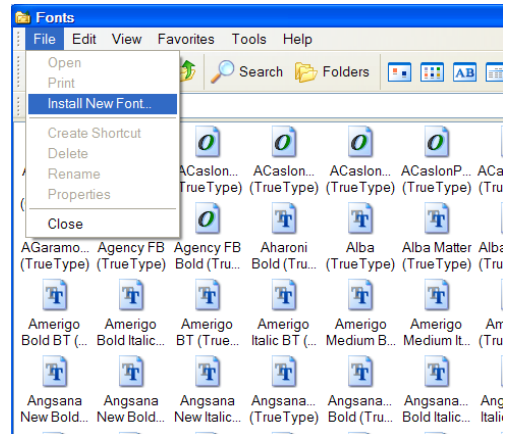 Fonts
File Edit View Favorites Tools Help
Open
Print
Install New Font...
Create Shortcut
Delete
Rename
Properties
Close
Search Folders
AB
ACaslon... ACaslon... ACaslon... ACaslonP...
(TrueType) (TrueType) (TrueType) (TrueType)
AGaramo... Agency FB Agency FB Aharoni Alba Alba Matter
(TrueType) (TrueType) Bold (Tru... Bold (Tru... (TrueType) (TrueType)
Amerigo Amerigo Amerigo Amerigo Amerigo Amerigo
Bold BT (... Bold Italic... BT (True... Italic BT (... Medium B... Medium It...
Angsana Angsana Angsana Angsana... Angsana... Angsana...
New Bold... New Bold... New Italic... (TrueType) Bold (Tru... Bold Italic...